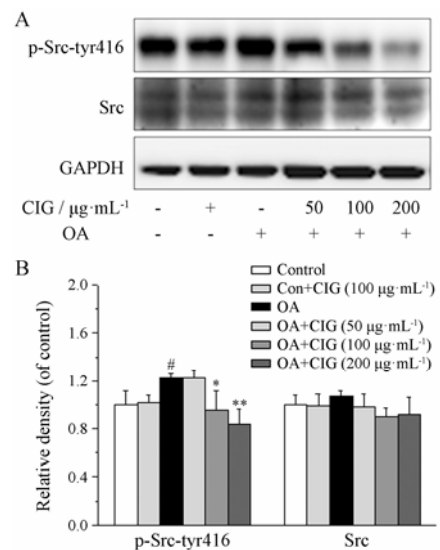 A
p-Src-tyr416
Src
GAPDH
CIG / μg·mL⁻¹ - + - 50 100 200
OA - - + + + +
B
Relative density (of control)
2.0
1.6
1.2
0.8
0.4
0.0
Control
Con+CIG (100 μg·mL⁻¹)
OA
OA+CIG (50 μg·mL⁻¹)
OA+CIG (100 μg·mL⁻¹)
OA+CIG (200 μg·mL⁻¹)
# * **
p-Src-tyr416 Src